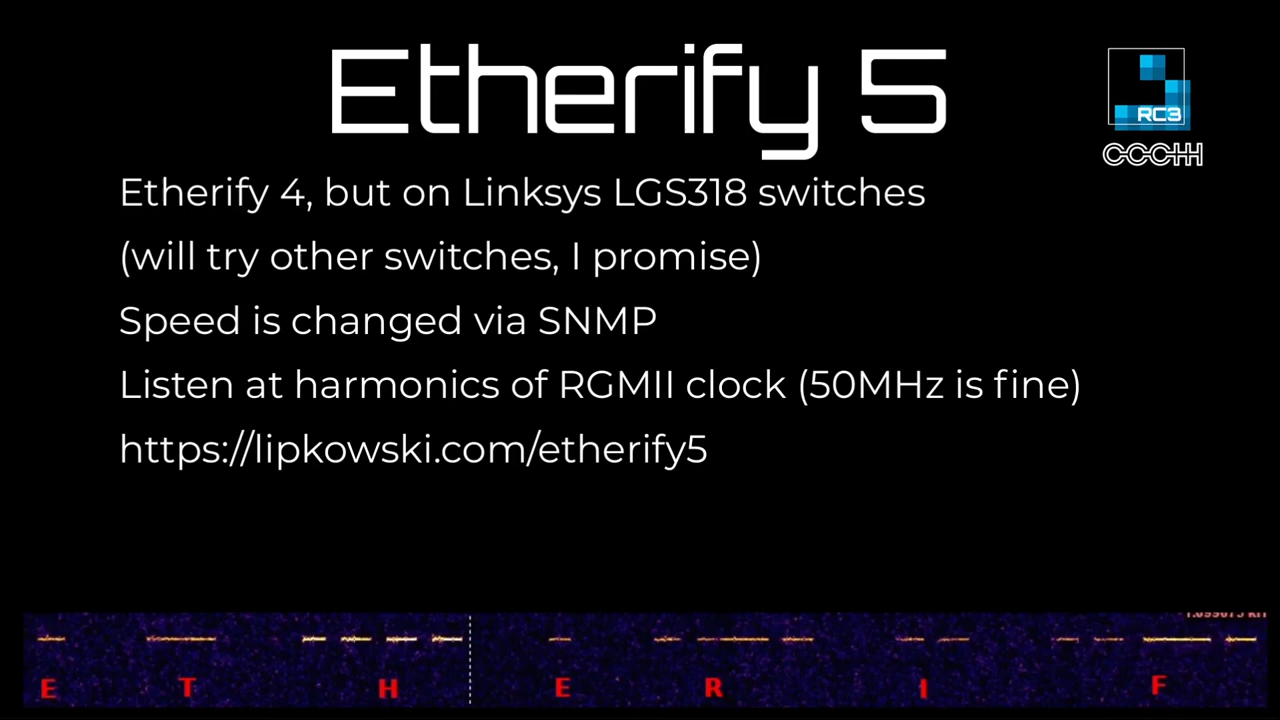 Etherify 5
RC3
CCCHH
Etherify 4, but on Linksys LGS318 switches
(will try other switches, I promise)
Speed is changed via SNMP
Listen at harmonics of RGMII clock (50MHz is fine)
https://lipkowski.com/etherify5
E T H E R I F